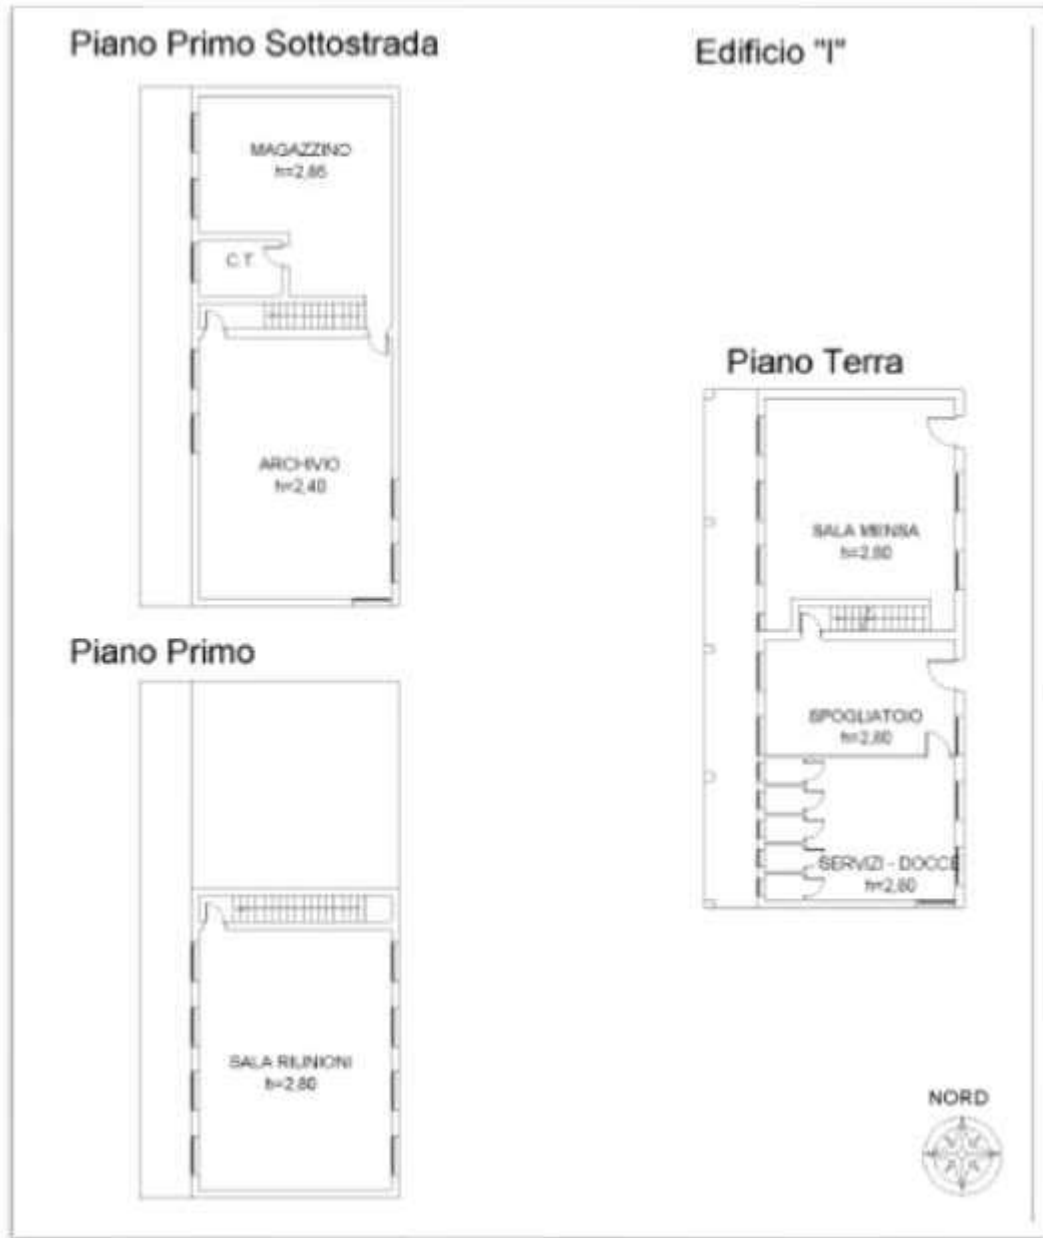 Piano Primo Sottostrada
Edificio "I"
MAGAZZINO
h=2,86
C.T.
ARCHIVIO
h=2,40
Piano Terra
SALA MENSA
h=2,80
SPOGLIATOIO
h=2,80
SERVIZI - DOCCE
h=2,80
Piano Primo
SALA RIUNIONI
h=2,80
NORD